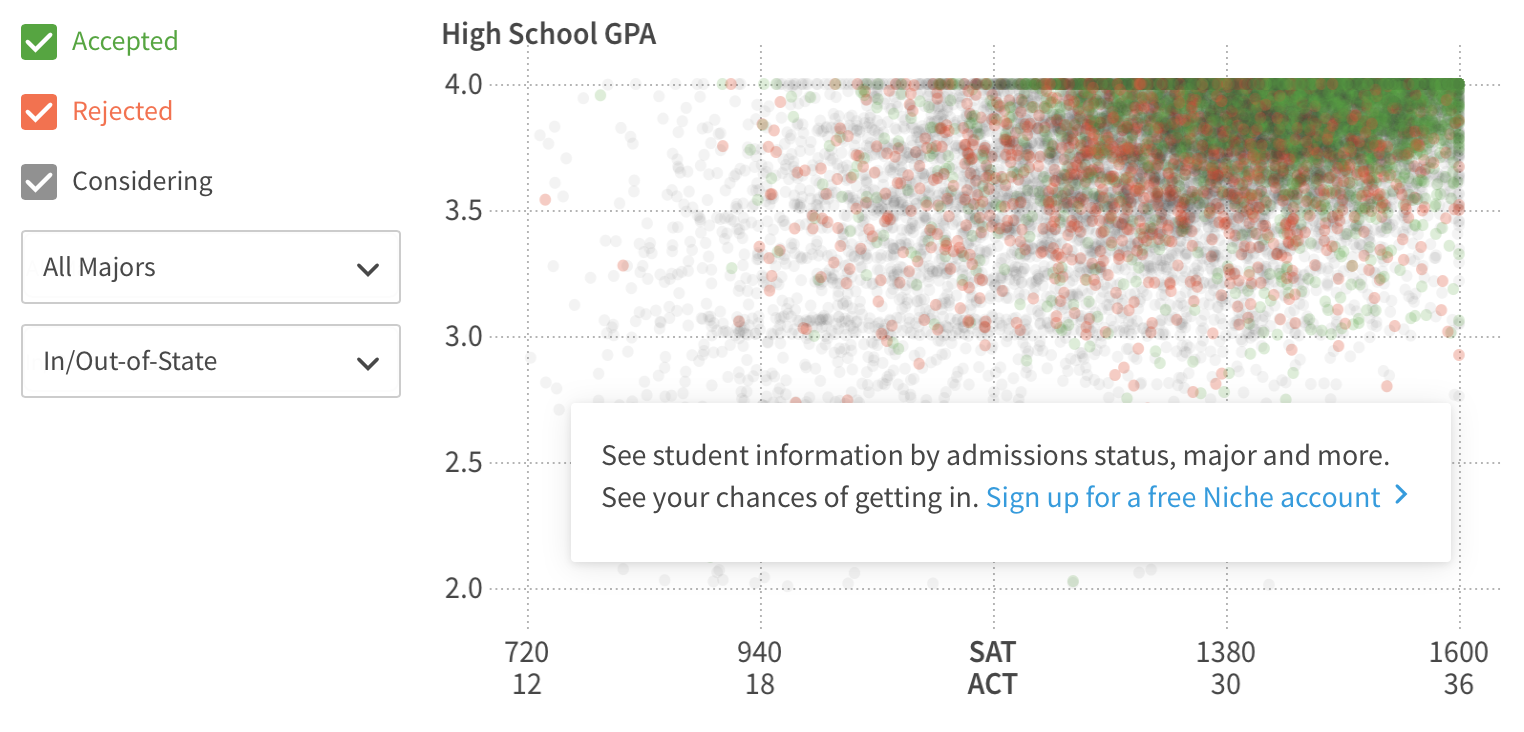 Accepted
Rejected
Considering
All Majors
In/Out-of-State
High School GPA
4.0
3.5
3.0
2.5
2.0
See student information by admissions status, major and more.
See your chances of getting in. Sign up for a free Niche account
720 940 SAT 1380 1600
12 18 ACT 30 36